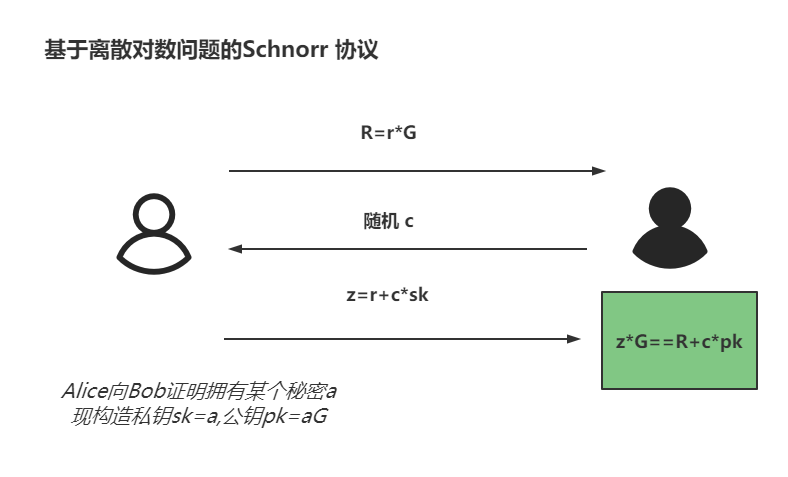 基于离散对数问题的Schnorr 协议
R=r*G
随机 c
z=r+c*sk
z*G==R+c*pk
Alice向Bob证明拥有某个秘密a
现构造私钥sk=a,公钥pk=aG